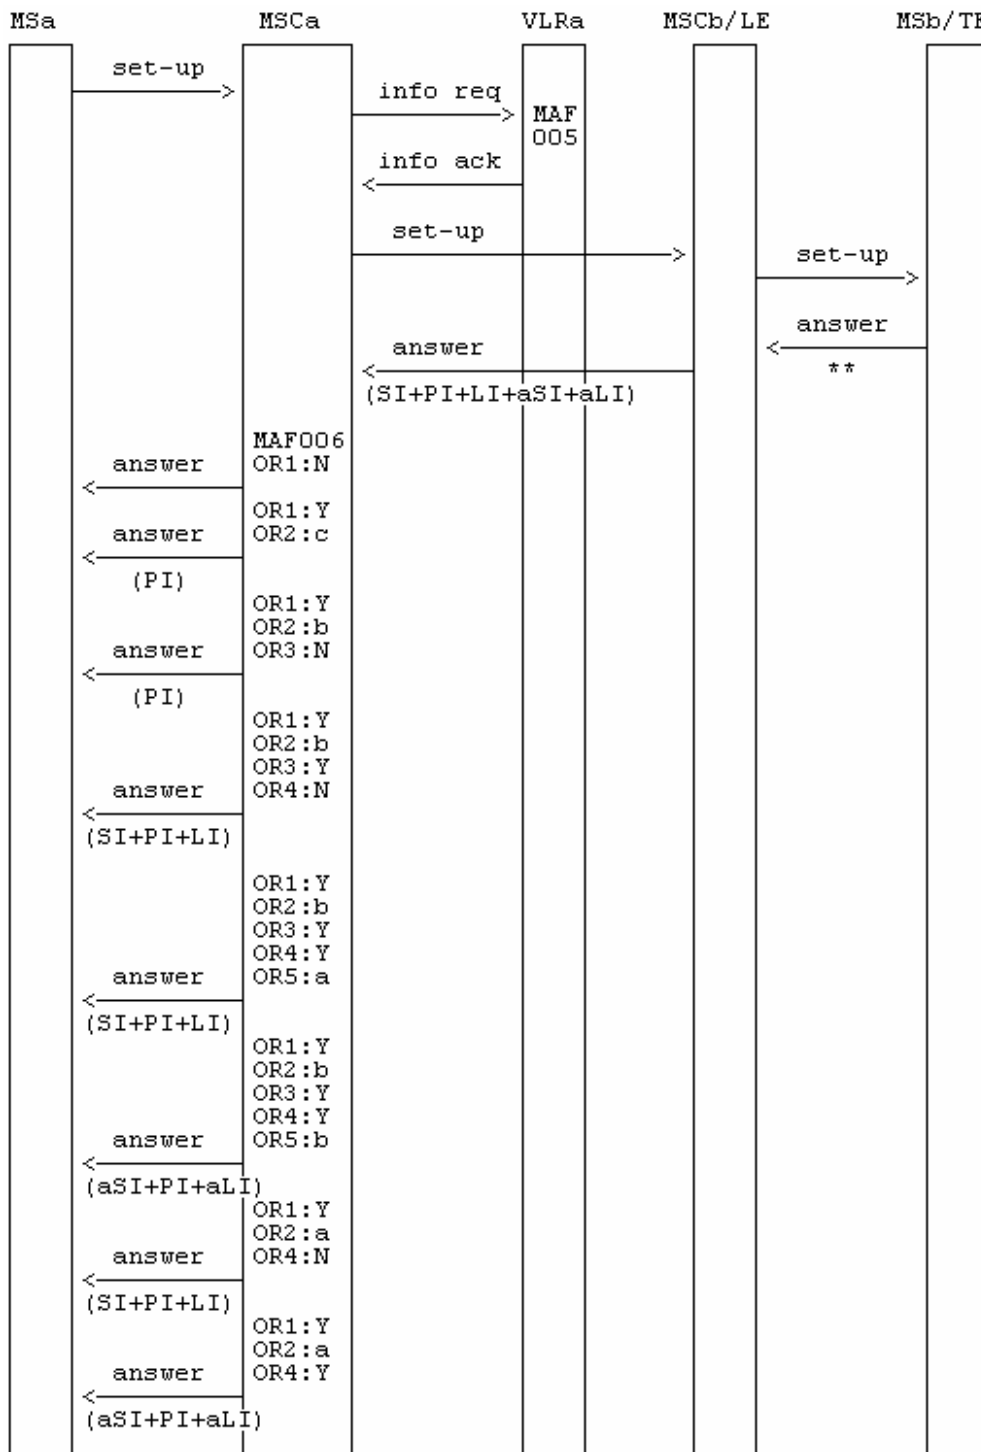 MSa MSCa VLRa MSCb/LE MSb/TE
set-up
info req
MAF
005
info ack
set-up
set-up
answer
**
answer
(SI+PI+LI+aSI+aLI)
MAF006
answer OR1:N
OR1:Y
answer OR2:c
(PI)
OR1:Y
OR2:b
answer OR3:N
(PI)
OR1:Y
OR2:b
OR3:Y
answer OR4:N
(SI+PI+LI)
OR1:Y
OR2:b
OR3:Y
OR4:Y
answer OR5:a
(SI+PI+LI)
OR1:Y
OR2:b
OR3:Y
OR4:Y
answer OR5:b
(aSI+PI+aLI)
OR1:Y
OR2:a
answer OR4:N
(SI+PI+LI)
OR1:Y
OR2:a
answer OR4:Y
(aSI+PI+aLI)